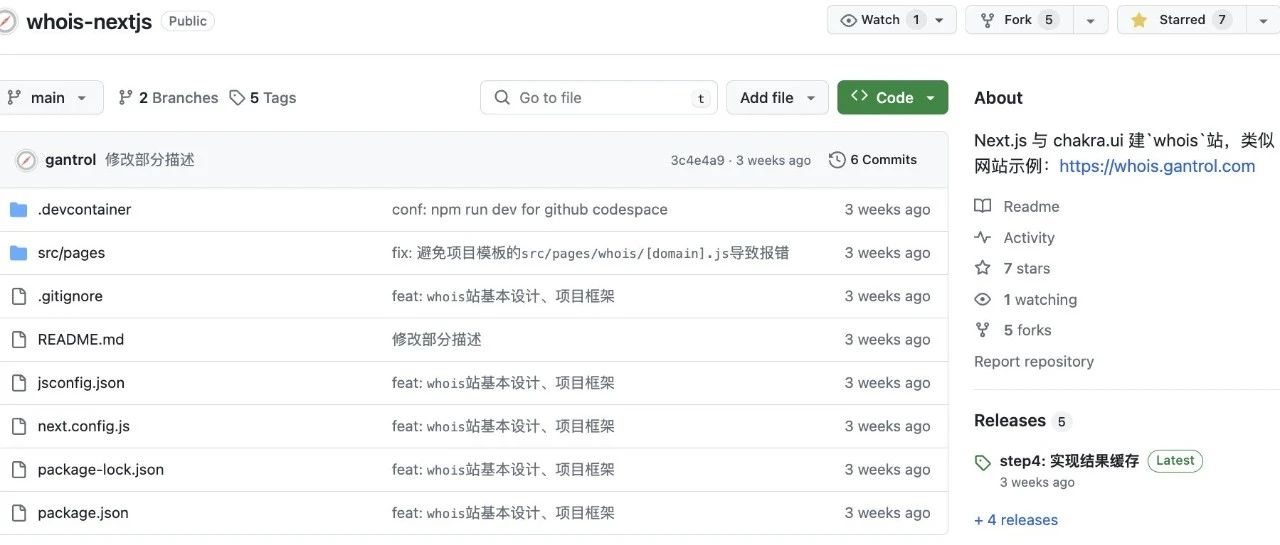 whois-nextjs Public Watch 1 Fork 5 Starred 7
main 2 Branches 5 Tags Go to file t Add file Code
gantrol 修改部分描述 3c4e4a9 · 3 weeks ago 6 Commits
.devcontainer conf: npm run dev for github codespace 3 weeks ago
src/pages fix: 避免项目模板的src/pages/whois/[domain].js导致报错 3 weeks ago
.gitignore feat: whois站基本设计、项目框架 3 weeks ago
README.md 修改部分描述 3 weeks ago
jsconfig.json feat: whois站基本设计、项目框架 3 weeks ago
next.config.js feat: whois站基本设计、项目框架 3 weeks ago
package-lock.json feat: whois站基本设计、项目框架 3 weeks ago
package.json feat: whois站基本设计、项目框架 3 weeks ago
About
Next.js 与 chakra.ui 建`whois`站，类似
网站示例：https://whois.gantrol.com
Readme
Activity
7 stars
1 watching
5 forks
Report repository
Releases 5
step4: 实现结果缓存 Latest
3 weeks ago
+ 4 releases